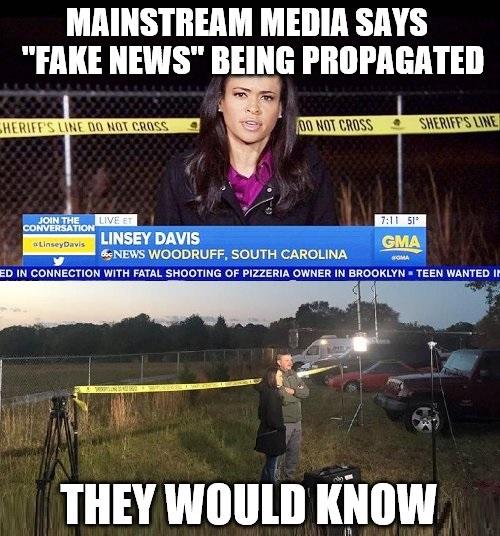 MAINSTREAM MEDIA SAYS
"FAKE NEWS" BEING PROPAGATED
SHERIFF'S LINE DO NOT CROSS
DO NOT CROSS
SHERIFF'S LINE
JOIN THE
CONVERSATION
@LinseyDavis
LIVE ET
LINSEY DAVIS
abc NEWS WOODRUFF, SOUTH CAROLINA
7:11 51°
GMA
@GMA
ED IN CONNECTION WITH FATAL SHOOTING OF PIZZERIA OWNER IN BROOKLYN TEEN WANTED I
THEY WOULD KNOW